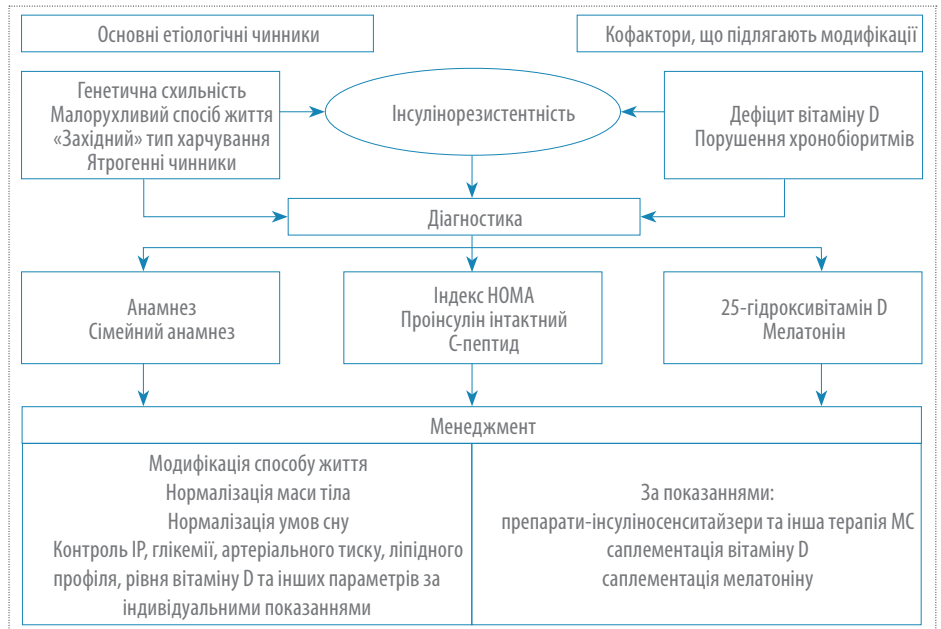 Основні етіологічні чинники
Кофактори, що підлягають модифікації
Генетична схильність
Малорухливий спосіб життя
«Західний» тип харчування
Ятрогенні чинники
Інсулінорезистентність
Дефіцит вітаміну D
Порушення хронобіоритмів
Діагностика
Анамнез
Сімейний анамнез
Індекс НОМА
Проінсулін інтактний
С-пептид
25-гідроксивітамін D
Мелатонін
Менеджмент
Модифікація способу життя
Нормалізація маси тіла
Нормалізація умов сну
Контроль ІР, глікемії, артеріального тиску, ліпідного
профілю, рівня вітаміну D та інших параметрів за
індивідуальними показаннями
За показаннями:
препарати-інсуліносенситайзери та інша терапія МС
саплементація вітаміну D
саплементація мелатоніну